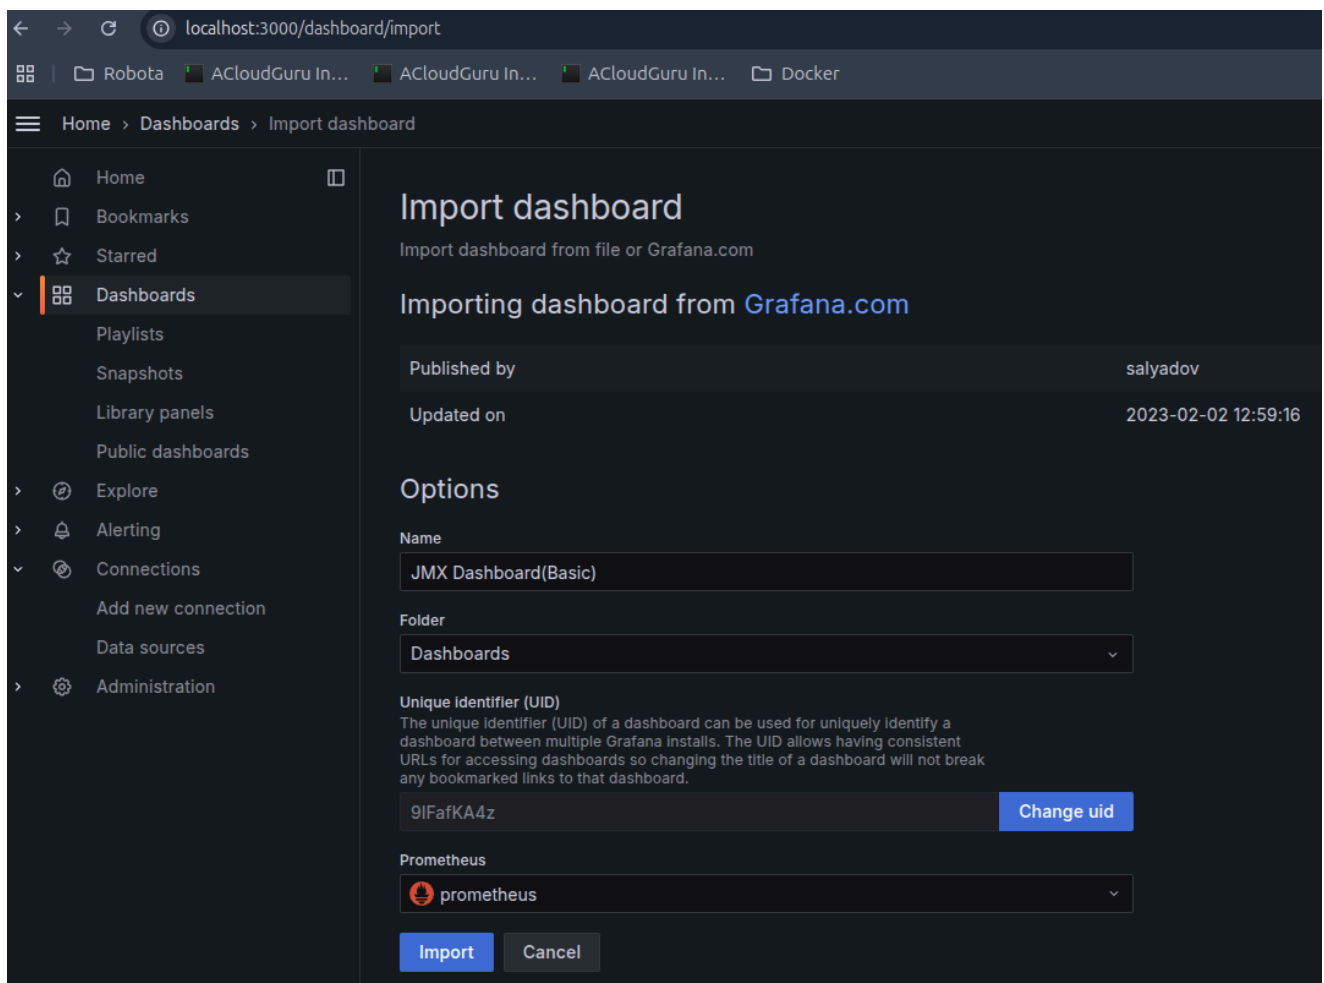 localhost:3000/dashboard/import
Robota
ACloudGuru In...
ACloudGuru In...
ACloudGuru In...
Docker
Home › Dashboards › Import dashboard
Home
Bookmarks
Starred
Dashboards
Playlists
Snapshots
Library panels
Public dashboards
Explore
Alerting
Connections
Add new connection
Data sources
Administration
Import dashboard
Import dashboard from file or Grafana.com
Importing dashboard from Grafana.com
Published by salyadov
Updated on 2023-02-02 12:59:16
Options
Name
JMX Dashboard(Basic)
Folder
Dashboards
Unique identifier (UID)
The unique identifier (UID) of a dashboard can be used for uniquely identify a
dashboard between multiple Grafana installs. The UID allows having consistent
URLs for accessing dashboards so changing the title of a dashboard will not break
any bookmarked links to that dashboard.
9IFafKA4z
Change uid
Prometheus
prometheus
Import
Cancel